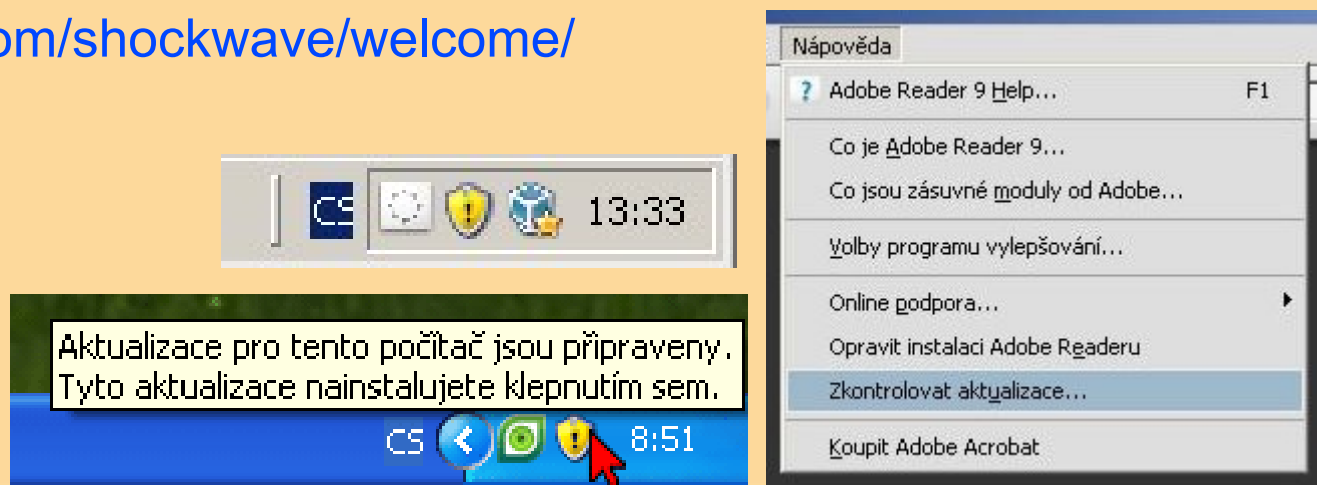 om/shockwave/welcome/
CS 13:33
Aktualizace pro tento počítač jsou připraveny.
Tyto aktualizace nainstalujete klepnutím sem.
CS 8:51
Nápověda
? Adobe Reader 9 Help... F1
Co je Adobe Reader 9...
Co jsou zásuvné moduly od Adobe...
Volby programu vylepšování...
Online podpora...
Opravit instalaci Adobe Readeru
Zkontrolovat aktualizace...
Koupit Adobe Acrobat